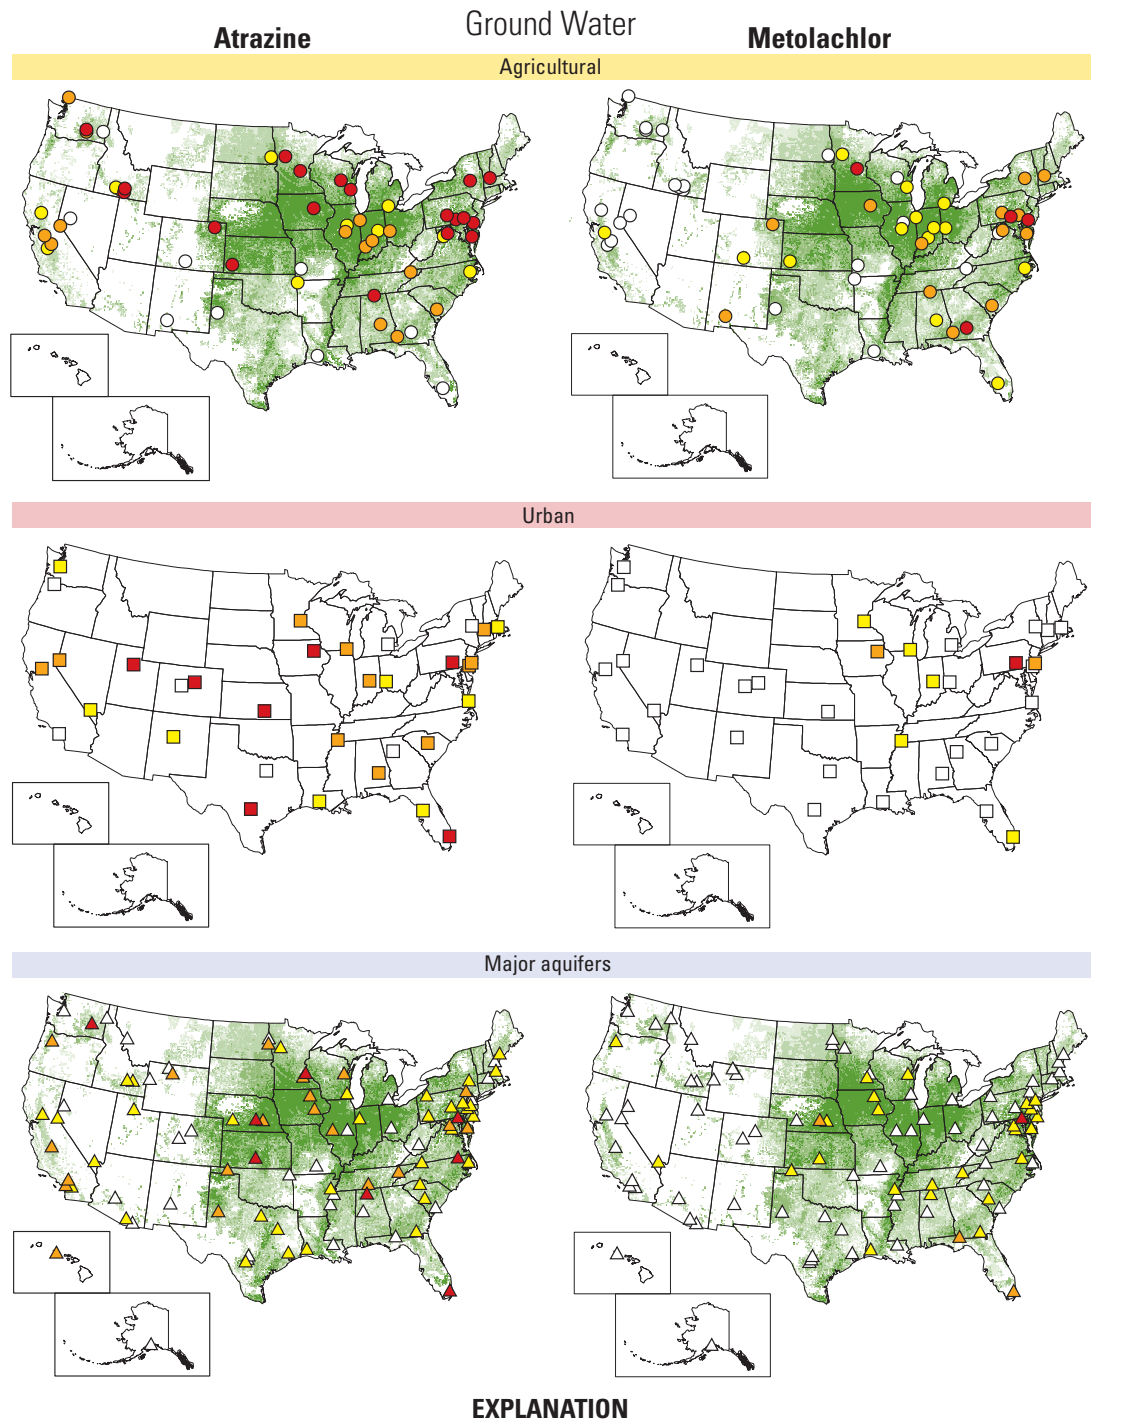 Ground Water
Atrazine
Metolachlor
Agricultural
Urban
Major aquifers
EXPLANATION